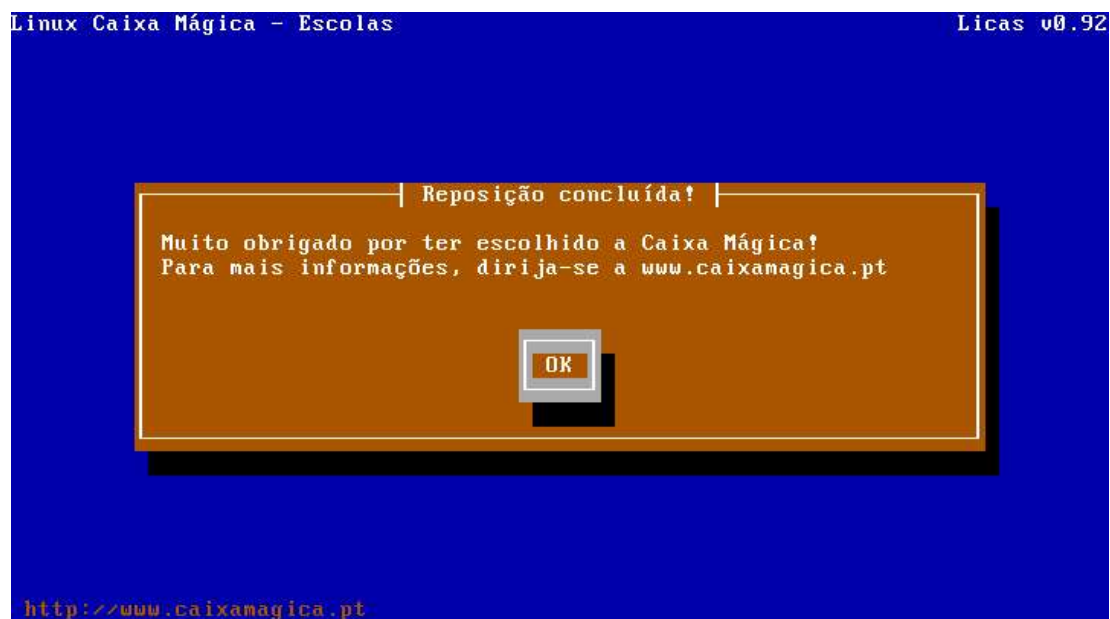 Linux Caixa Mágica - Escolas Licas v0.92
Reposição concluída!
Muito obrigado por ter escolhido a Caixa Mágica!
Para mais informações, dirija-se a www.caixamagica.pt
OK
http://www.caixamagica.pt